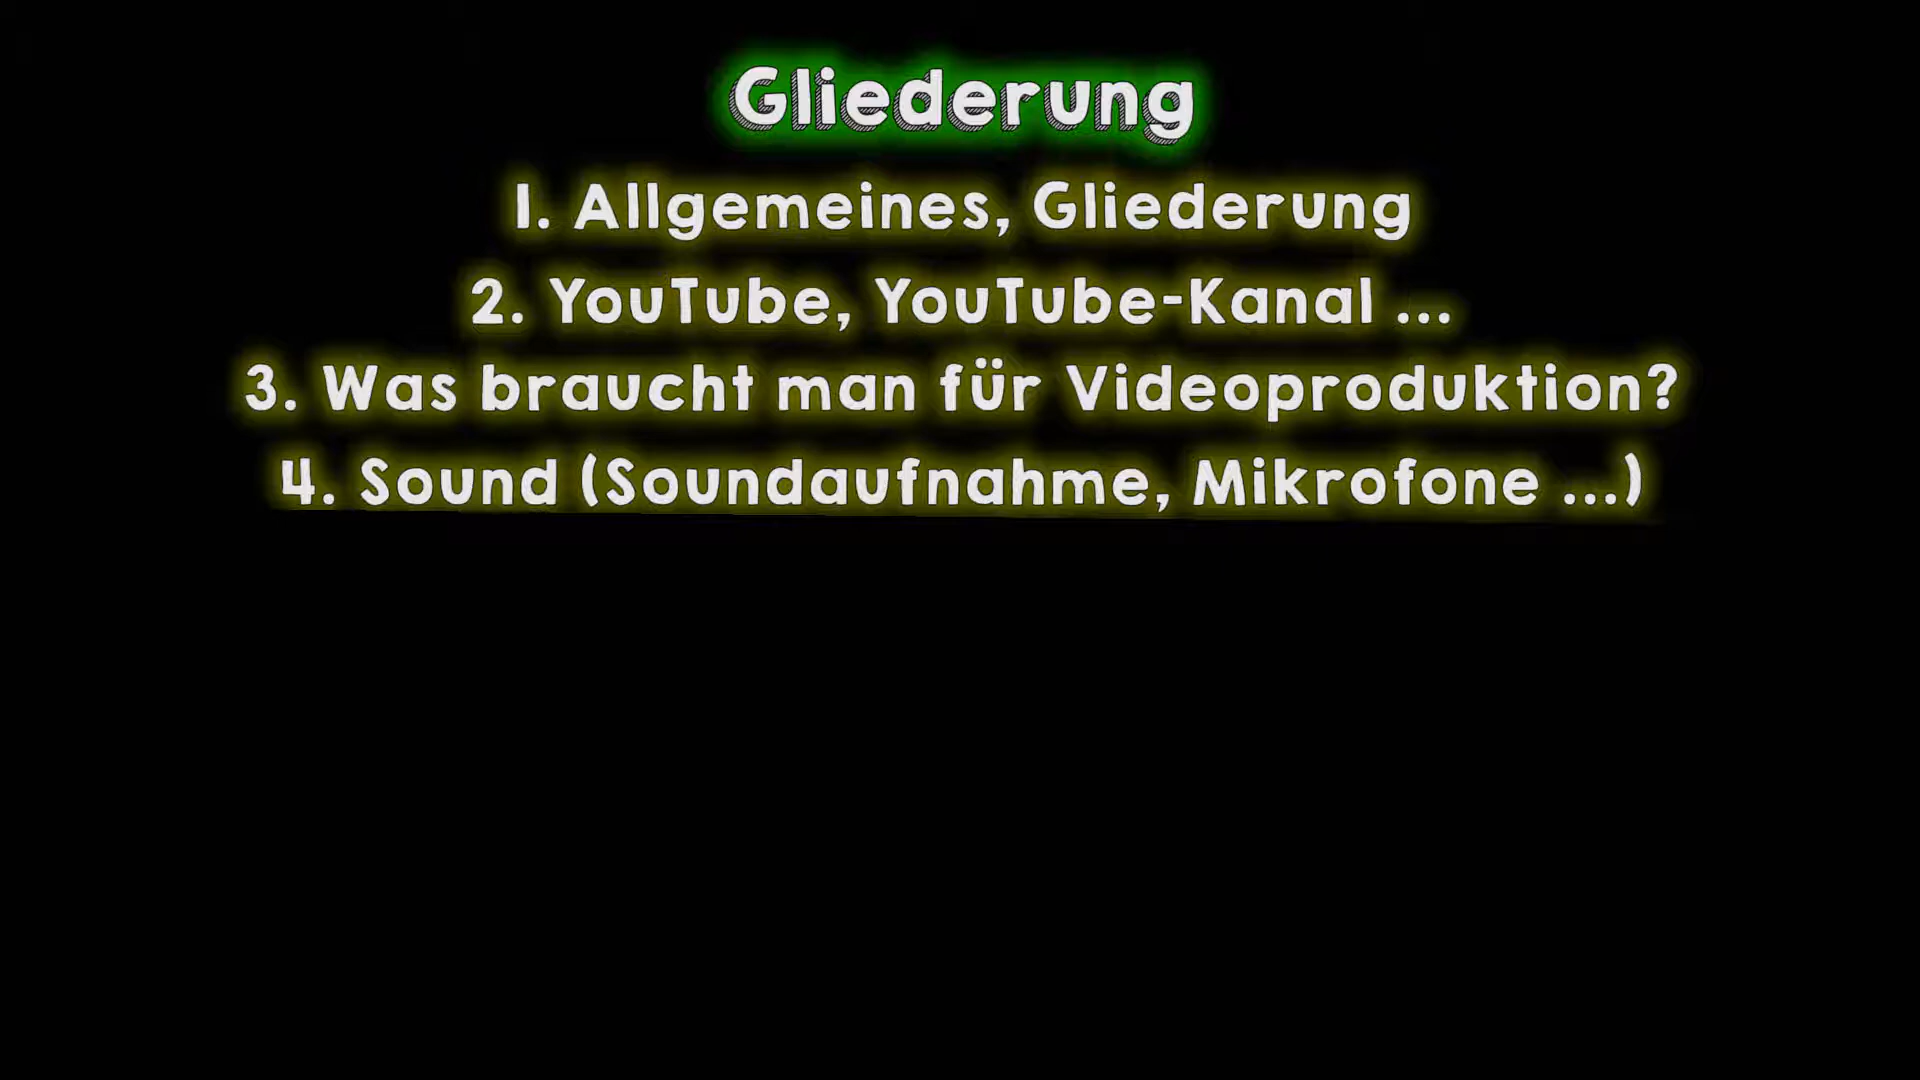 Gliederung
1. Allgemeines, Gliederung
2. YouTube, YouTube-Kanal ...
3. Was braucht man für Videoproduktion?
4. Sound (Soundaufnahme, Mikrofone ...)